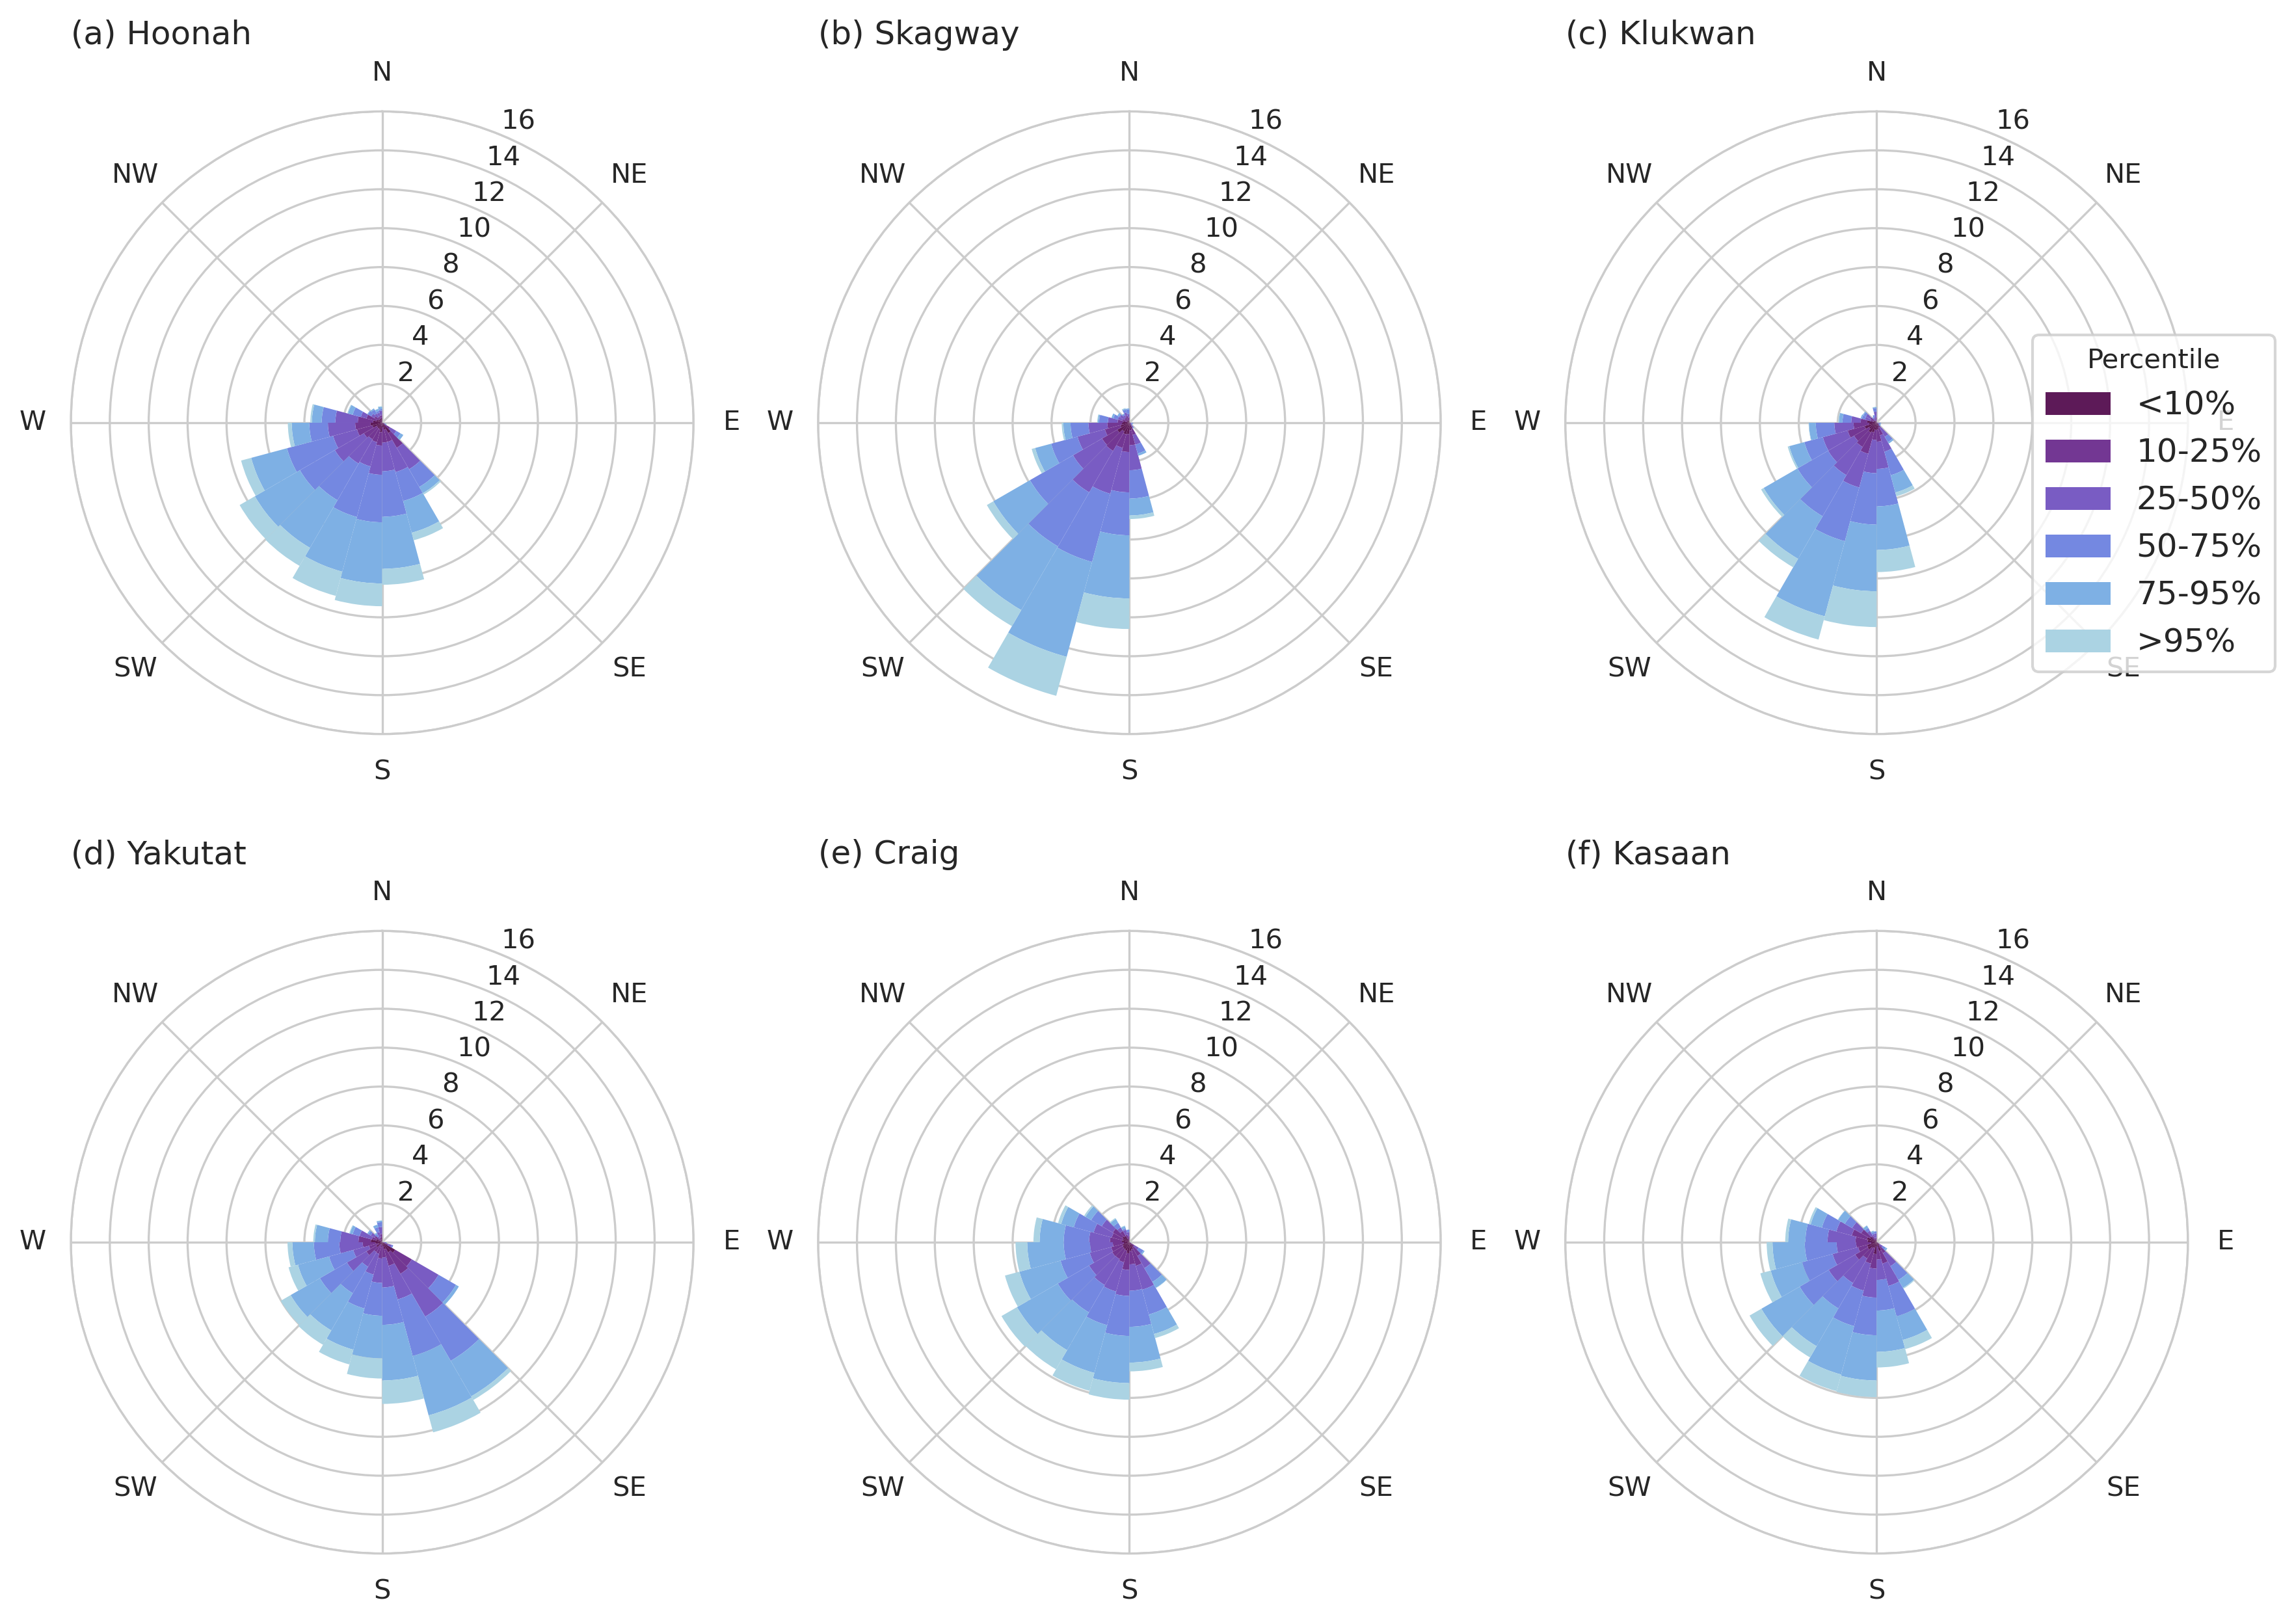 (a) Hoonah
N
NW
NE
W
E
SW
SE
S
2
4
6
8
10
12
14
16
(b) Skagway
N
NW
NE
W
E
SW
SE
S
2
4
6
8
10
12
14
16
(c) Klukwan
N
NW
NE
W
E
SW
SE
S
2
4
6
8
10
12
14
16
Percentile
<10%
10-25%
25-50%
50-75%
75-95%
>95%
(d) Yakutat
N
NW
NE
W
E
SW
SE
S
2
4
6
8
10
12
14
16
(e) Craig
N
NW
NE
W
E
SW
SE
S
2
4
6
8
10
12
14
16
(f) Kasaan
N
NW
NE
W
E
SW
SE
S
2
4
6
8
10
12
14
16